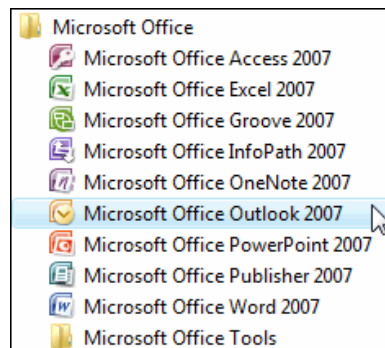 Microsoft Office
Microsoft Office Access 2007
Microsoft Office Excel 2007
Microsoft Office Groove 2007
Microsoft Office InfoPath 2007
Microsoft Office OneNote 2007
Microsoft Office Outlook 2007
Microsoft Office PowerPoint 2007
Microsoft Office Publisher 2007
Microsoft Office Word 2007
Microsoft Office Tools